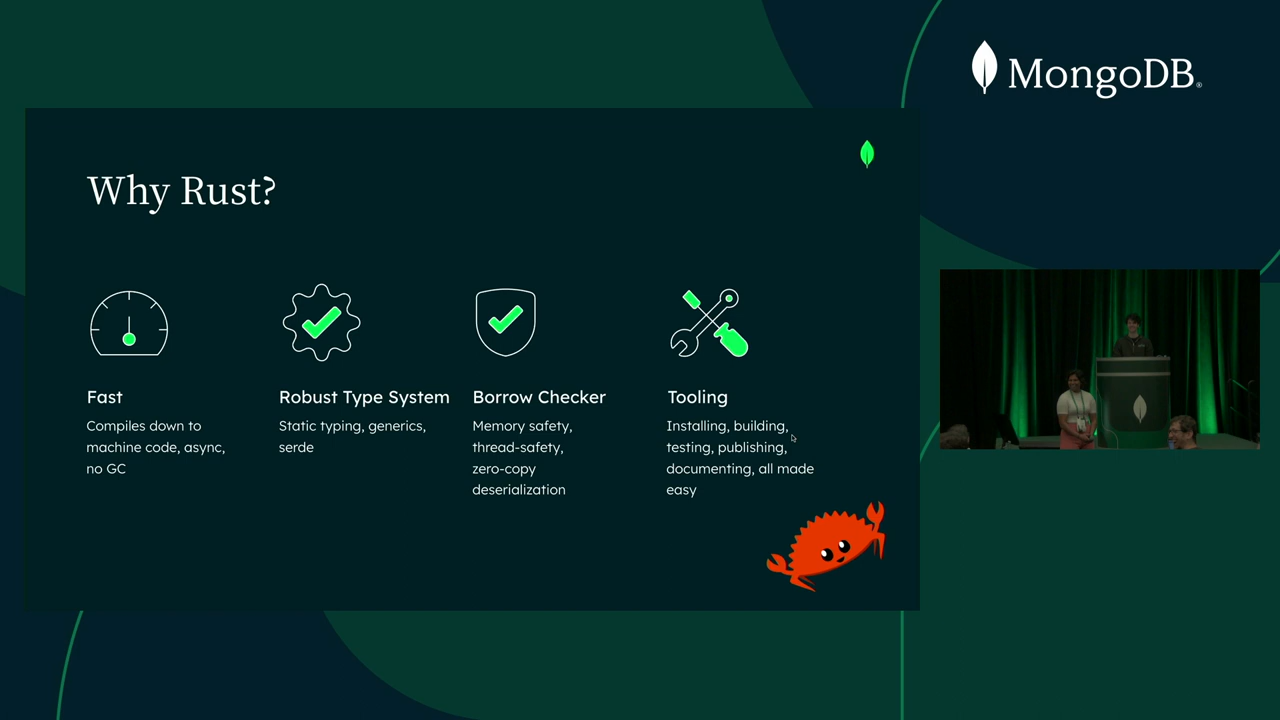 MongoDB®
Why Rust?
Fast
Compiles down to
machine code, async,
no GC
Robust Type System
Static typing, generics,
serde
Borrow Checker
Memory safety,
thread-safety,
zero-copy
deserialization
Tooling
Installing, building,
testing, publishing,
documenting, all made
easy